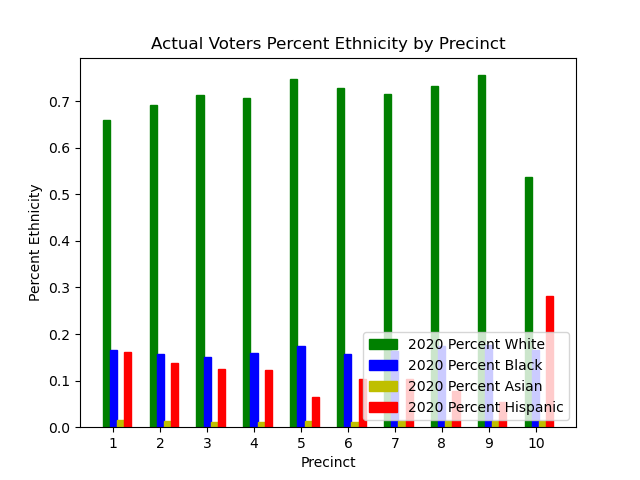 Actual Voters Percent Ethnicity by Precinct
Percent Ethnicity
0.7
0.6
0.5
0.4
0.3
0.2
0.1
0.0
2020 Percent White
2020 Percent Black
2020 Percent Asian
2020 Percent Hispanic
1 2 3 4 5 6 7 8 9 10
Precinct